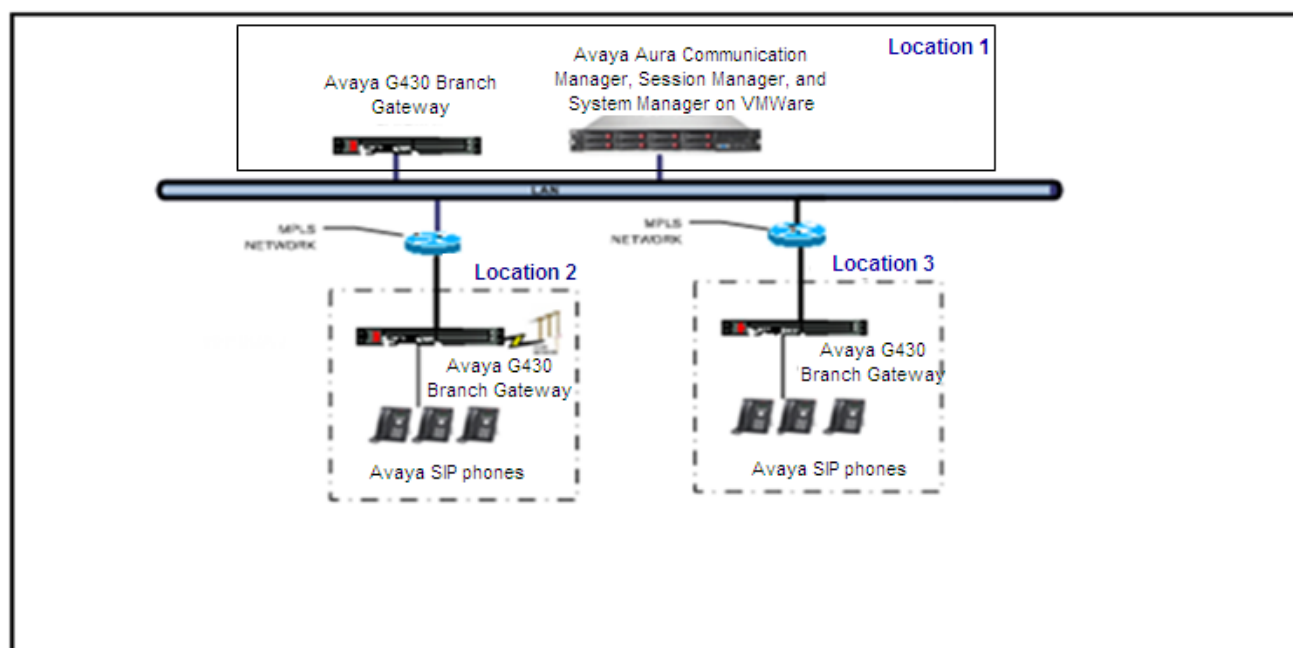 Location 1
Avaya Aura Communication
Manager, Session Manager, and
System Manager on VMWare
Avaya G430 Branch
Gateway
LAN
MPLS
NETWORK
MPLS
NETWORK
Location 2
Location 3
Avaya G430
Branch Gateway
Avaya G430
Branch Gateway
Avaya SIP phones
Avaya SIP phones